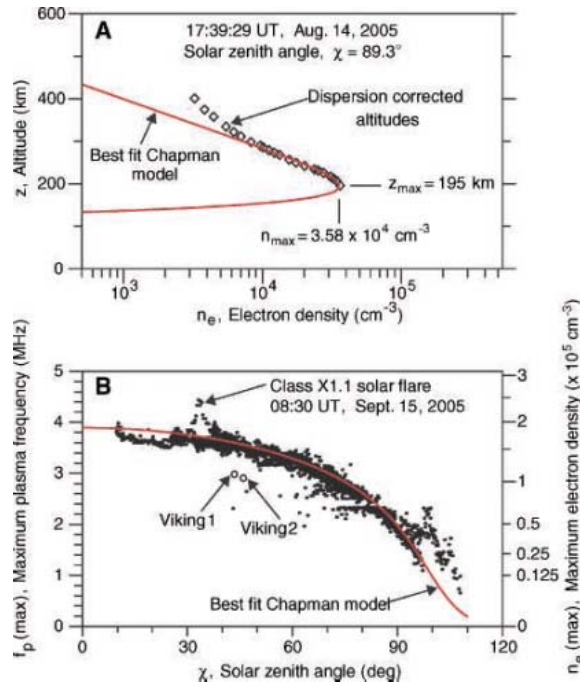 A
17:39:29 UT, Aug. 14, 2005
Solar zenith angle, χ = 89.3°
Dispersion corrected
altitudes
Best fit Chapman
model
z_max = 195 km
n_max = 3.58 x 10^4 cm^-3
z, Altitude (km)
600
400
200
0
10^3
10^4
10^5
n_e, Electron density (cm^-3)
B
Class X1.1 solar flare
08:30 UT, Sept. 15, 2005
Viking1
Viking2
Best fit Chapman model
f_p (max), Maximum plasma frequency (MHz)
5
4
3
2
1
0
n_e (max), Maximum electron density (x 10^5 cm^-3)
3
2
1
0.5
0.25
0.125
0
0
30
60
90
120
χ, Solar zenith angle (deg)